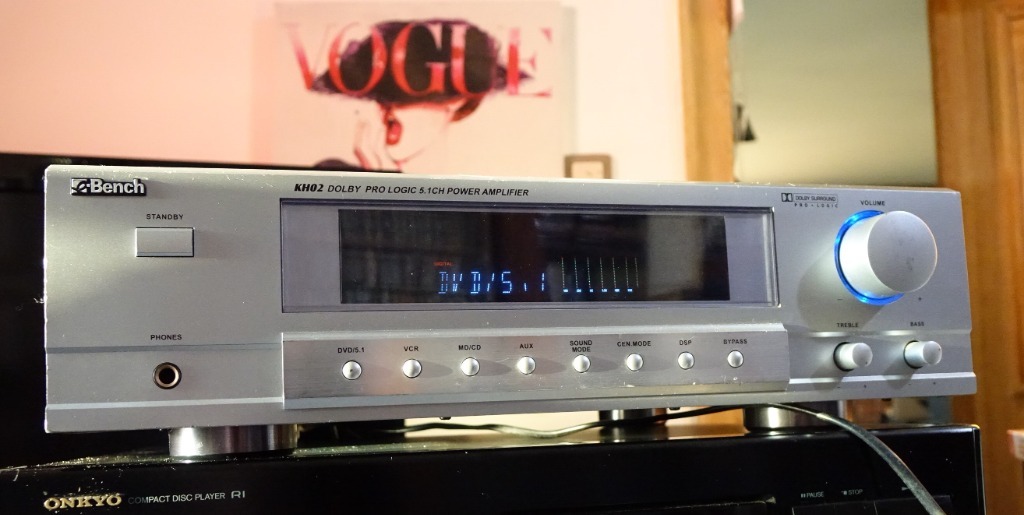 VOGUE
e-Bench
KH02 DOLBY PRO LOGIC 5.1CH POWER AMPLIFIER
DOLBY SURROUND
PRO · LOGIC
VOLUME
STANDBY
DVD/5.1
TREBLE
BASS
PHONES
DVD/5.1
VCR
MD/CD
AUX
SOUND
MODE
CEN.MODE
DSP
BYPASS
ONKYO COMPACT DISC PLAYER R1
PAUSE
STOP